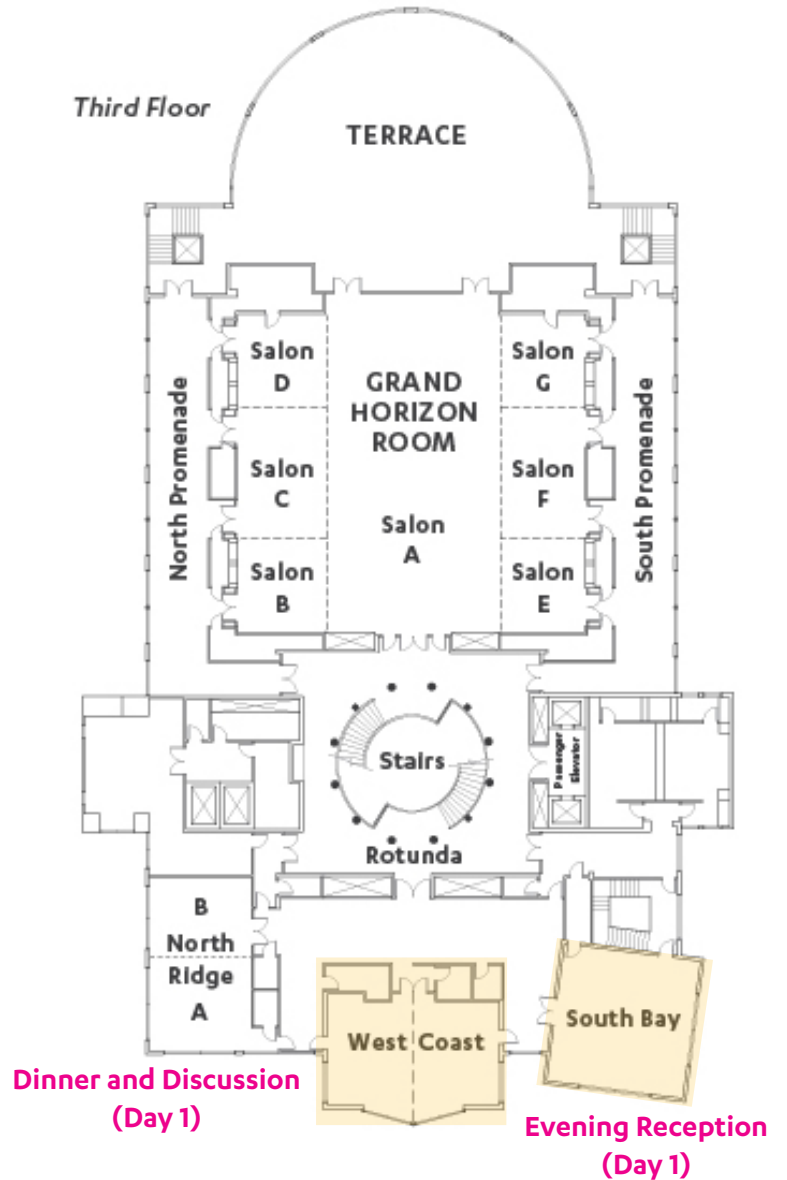 Third Floor
TERRACE
Salon
D
GRAND
HORIZON
ROOM
Salon
G
North Promenade
South Promenade
Salon
C
Salon
F
Salon
A
Salon
B
Salon
E
Stairs
Passenger
Elevator
Rotunda
B
North
Ridge
A
West Coast
South Bay
Dinner and Discussion
(Day 1)
Evening Reception
(Day 1)